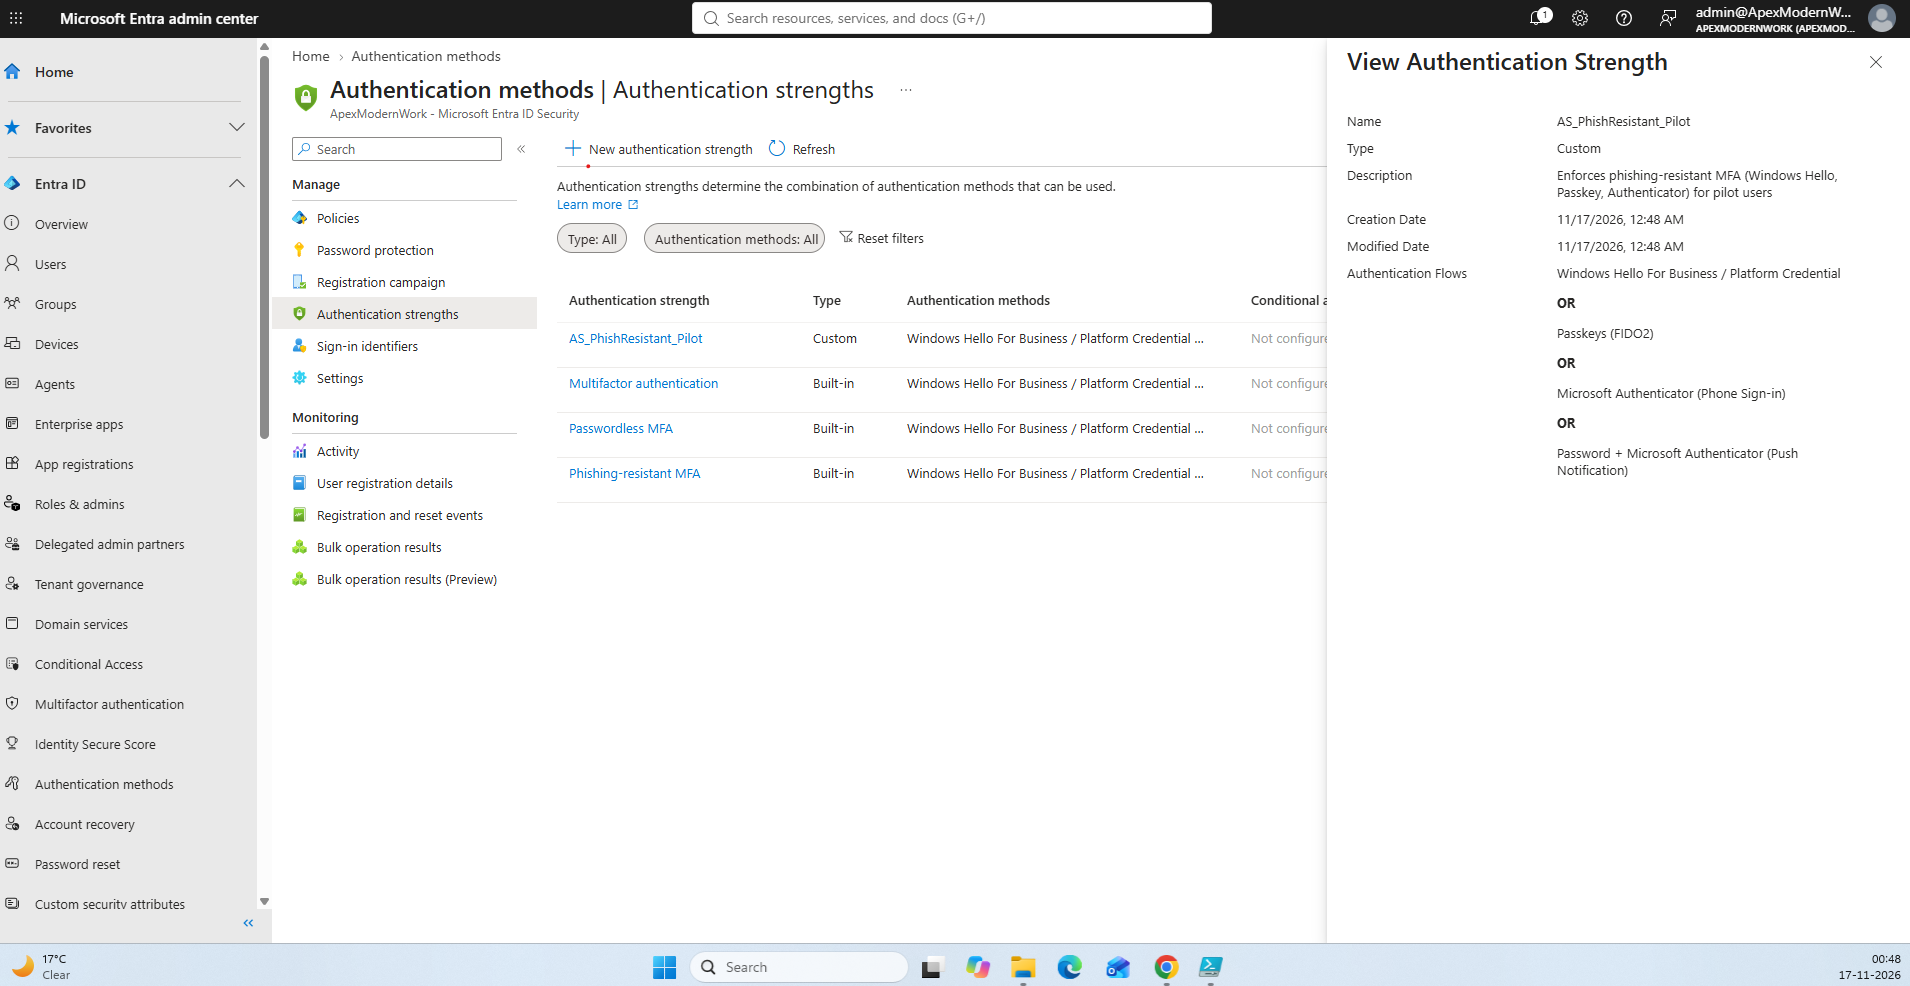 Microsoft Entra admin center
Search resources, services, and docs (G+/)
1
admin@ApexModernW...
APEXMODERNWORK (APEXMOD...
Home
Favorites
Entra ID
Overview
Users
Groups
Devices
Agents
Enterprise apps
App registrations
Roles & admins
Delegated admin partners
Tenant governance
Domain services
Conditional Access
Multifactor authentication
Identity Secure Score
Authentication methods
Account recovery
Password reset
Custom security attributes
Home > Authentication methods
Authentication methods | Authentication strengths ...
ApexModernWork - Microsoft Entra ID Security
Search
Manage
Policies
Password protection
Registration campaign
Authentication strengths
Sign-in identifiers
Settings
Monitoring
Activity
User registration details
Registration and reset events
Bulk operation results
Bulk operation results (Preview)
New authentication strength Refresh
Authentication strengths determine the combination of authentication methods that can be used.
Learn more
Type: All Authentication methods: All Reset filters
Authentication strength Type Authentication methods Conditional a
AS_PhishResistant_Pilot Custom Windows Hello For Business / Platform Credential ... Not configure
Multifactor authentication Built-in Windows Hello For Business / Platform Credential ... Not configure
Passwordless MFA Built-in Windows Hello For Business / Platform Credential ... Not configure
Phishing-resistant MFA Built-in Windows Hello For Business / Platform Credential ... Not configure
View Authentication Strength
Name AS_PhishResistant_Pilot
Type Custom
Description Enforces phishing-resistant MFA (Windows Hello,
Passkey, Authenticator) for pilot users
Creation Date 11/17/2026, 12:48 AM
Modified Date 11/17/2026, 12:48 AM
Authentication Flows Windows Hello For Business / Platform Credential
OR
Passkeys (FIDO2)
OR
Microsoft Authenticator (Phone Sign-in)
OR
Password + Microsoft Authenticator (Push
Notification)
17°C
Clear
Search
00:48
17-11-2026